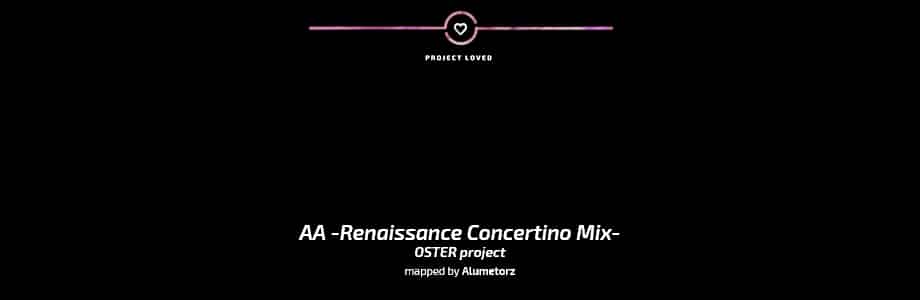 PROJECT LOVED
AA -Renaissance Concertino Mix-
OSTER project
mapped by Alumetorz